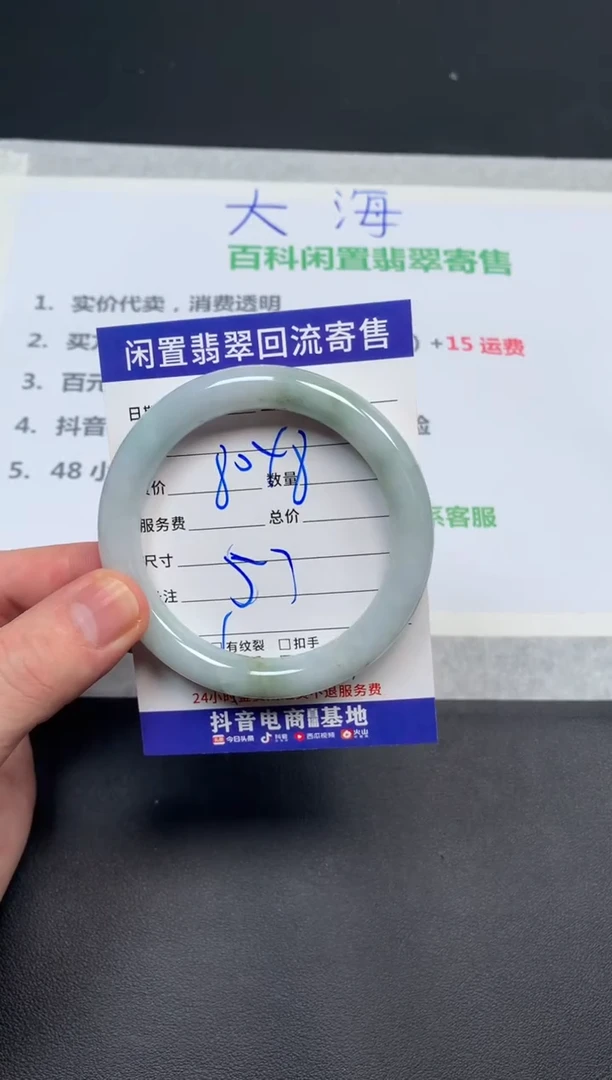 大海
百科闲置翡翠寄售
1. 实价代卖，消费透明
2. 买
+15 运费
3. 百元
4. 抖音
5. 48 小
系客服
闲置翡翠回流寄售
日
8048
价
数量
服务费
总价
尺寸
57
注
有纹裂 □扣手
24小时
不退服务费
抖音电商 基地
今日头条 抖音 西瓜视频 火山